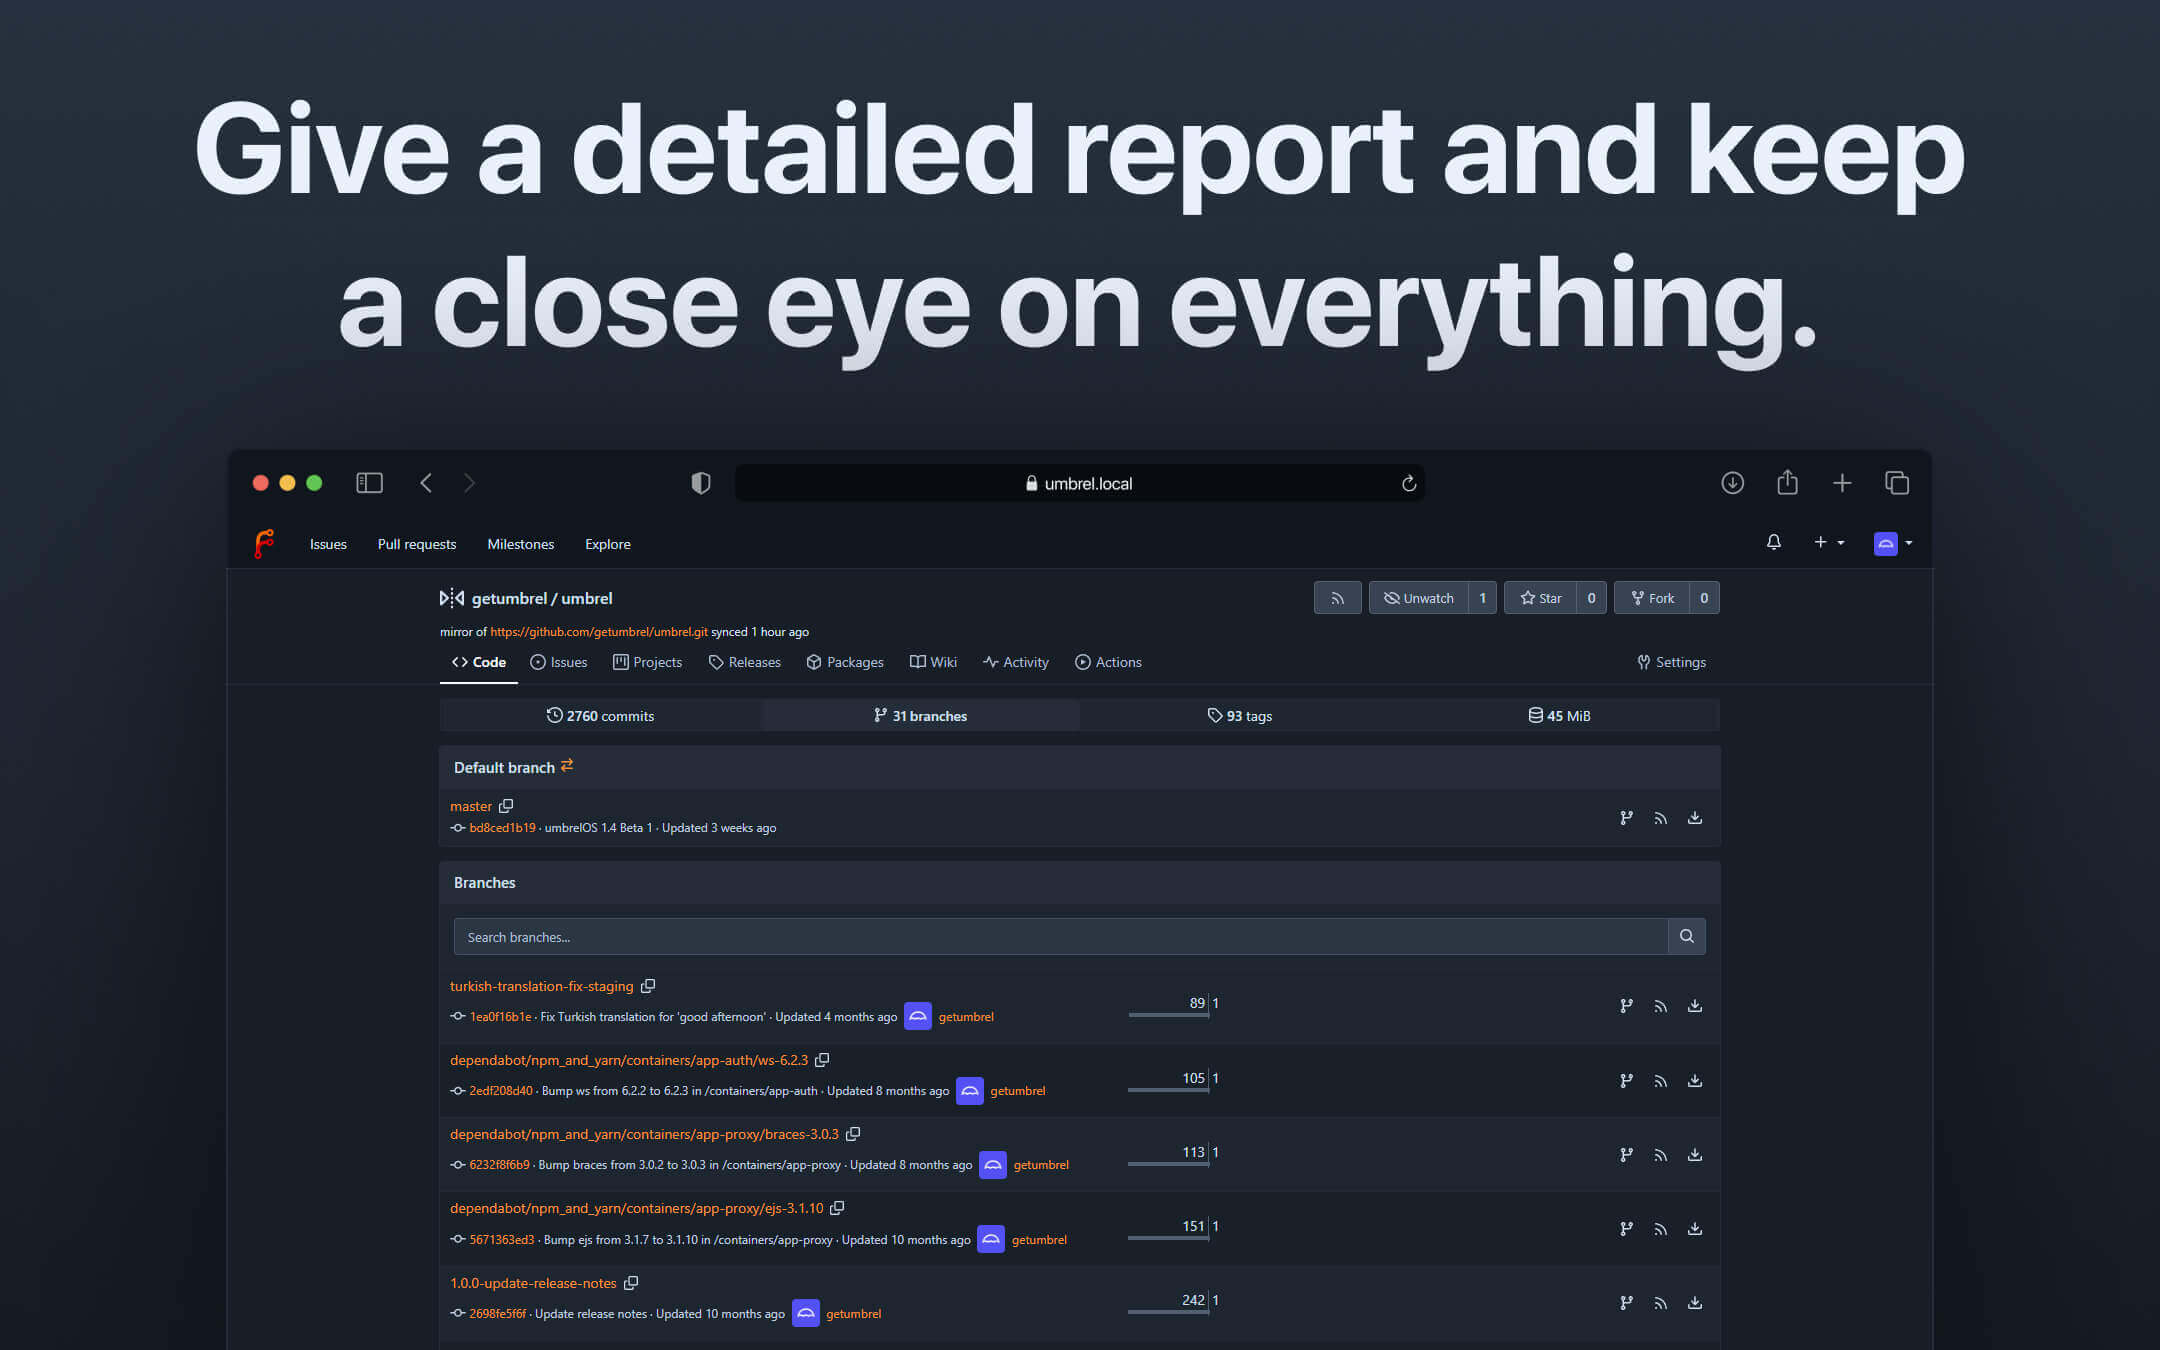 Give a detailed report and keep
a close eye on everything.
umbrel.local
Issues Pull requests Milestones Explore
getumbrel / umbrel
Unwatch 1 Star 0 Fork 0
mirror of https://github.com/getumbrel/umbrel.git synced 1 hour ago
Code Issues Projects Releases Packages Wiki Activity Actions Settings
2760 commits 31 branches 93 tags 45 MiB
Default branch
master
bd8ced1b19 · umbrelOS 1.4 Beta 1 · Updated 3 weeks ago
Branches
Search branches...
turkish-translation-fix-staging
1ea0f16b1e · Fix Turkish translation for 'good afternoon' · Updated 4 months ago getumbrel
89 1
dependabot/npm_and_yarn/containers/app-auth/ws-6.2.3
2edf208d40 · Bump ws from 6.2.2 to 6.2.3 in /containers/app-auth · Updated 8 months ago getumbrel
105 1
dependabot/npm_and_yarn/containers/app-proxy/braces-3.0.3
6232f8f6b9 · Bump braces from 3.0.2 to 3.0.3 in /containers/app-proxy · Updated 8 months ago getumbrel
113 1
dependabot/npm_and_yarn/containers/app-proxy/ejs-3.1.10
5671363ed3 · Bump ejs from 3.1.7 to 3.1.10 in /containers/app-proxy · Updated 10 months ago getumbrel
151 1
1.0.0-update-release-notes
2698fe5f6f · Update release notes · Updated 10 months ago getumbrel
242 1